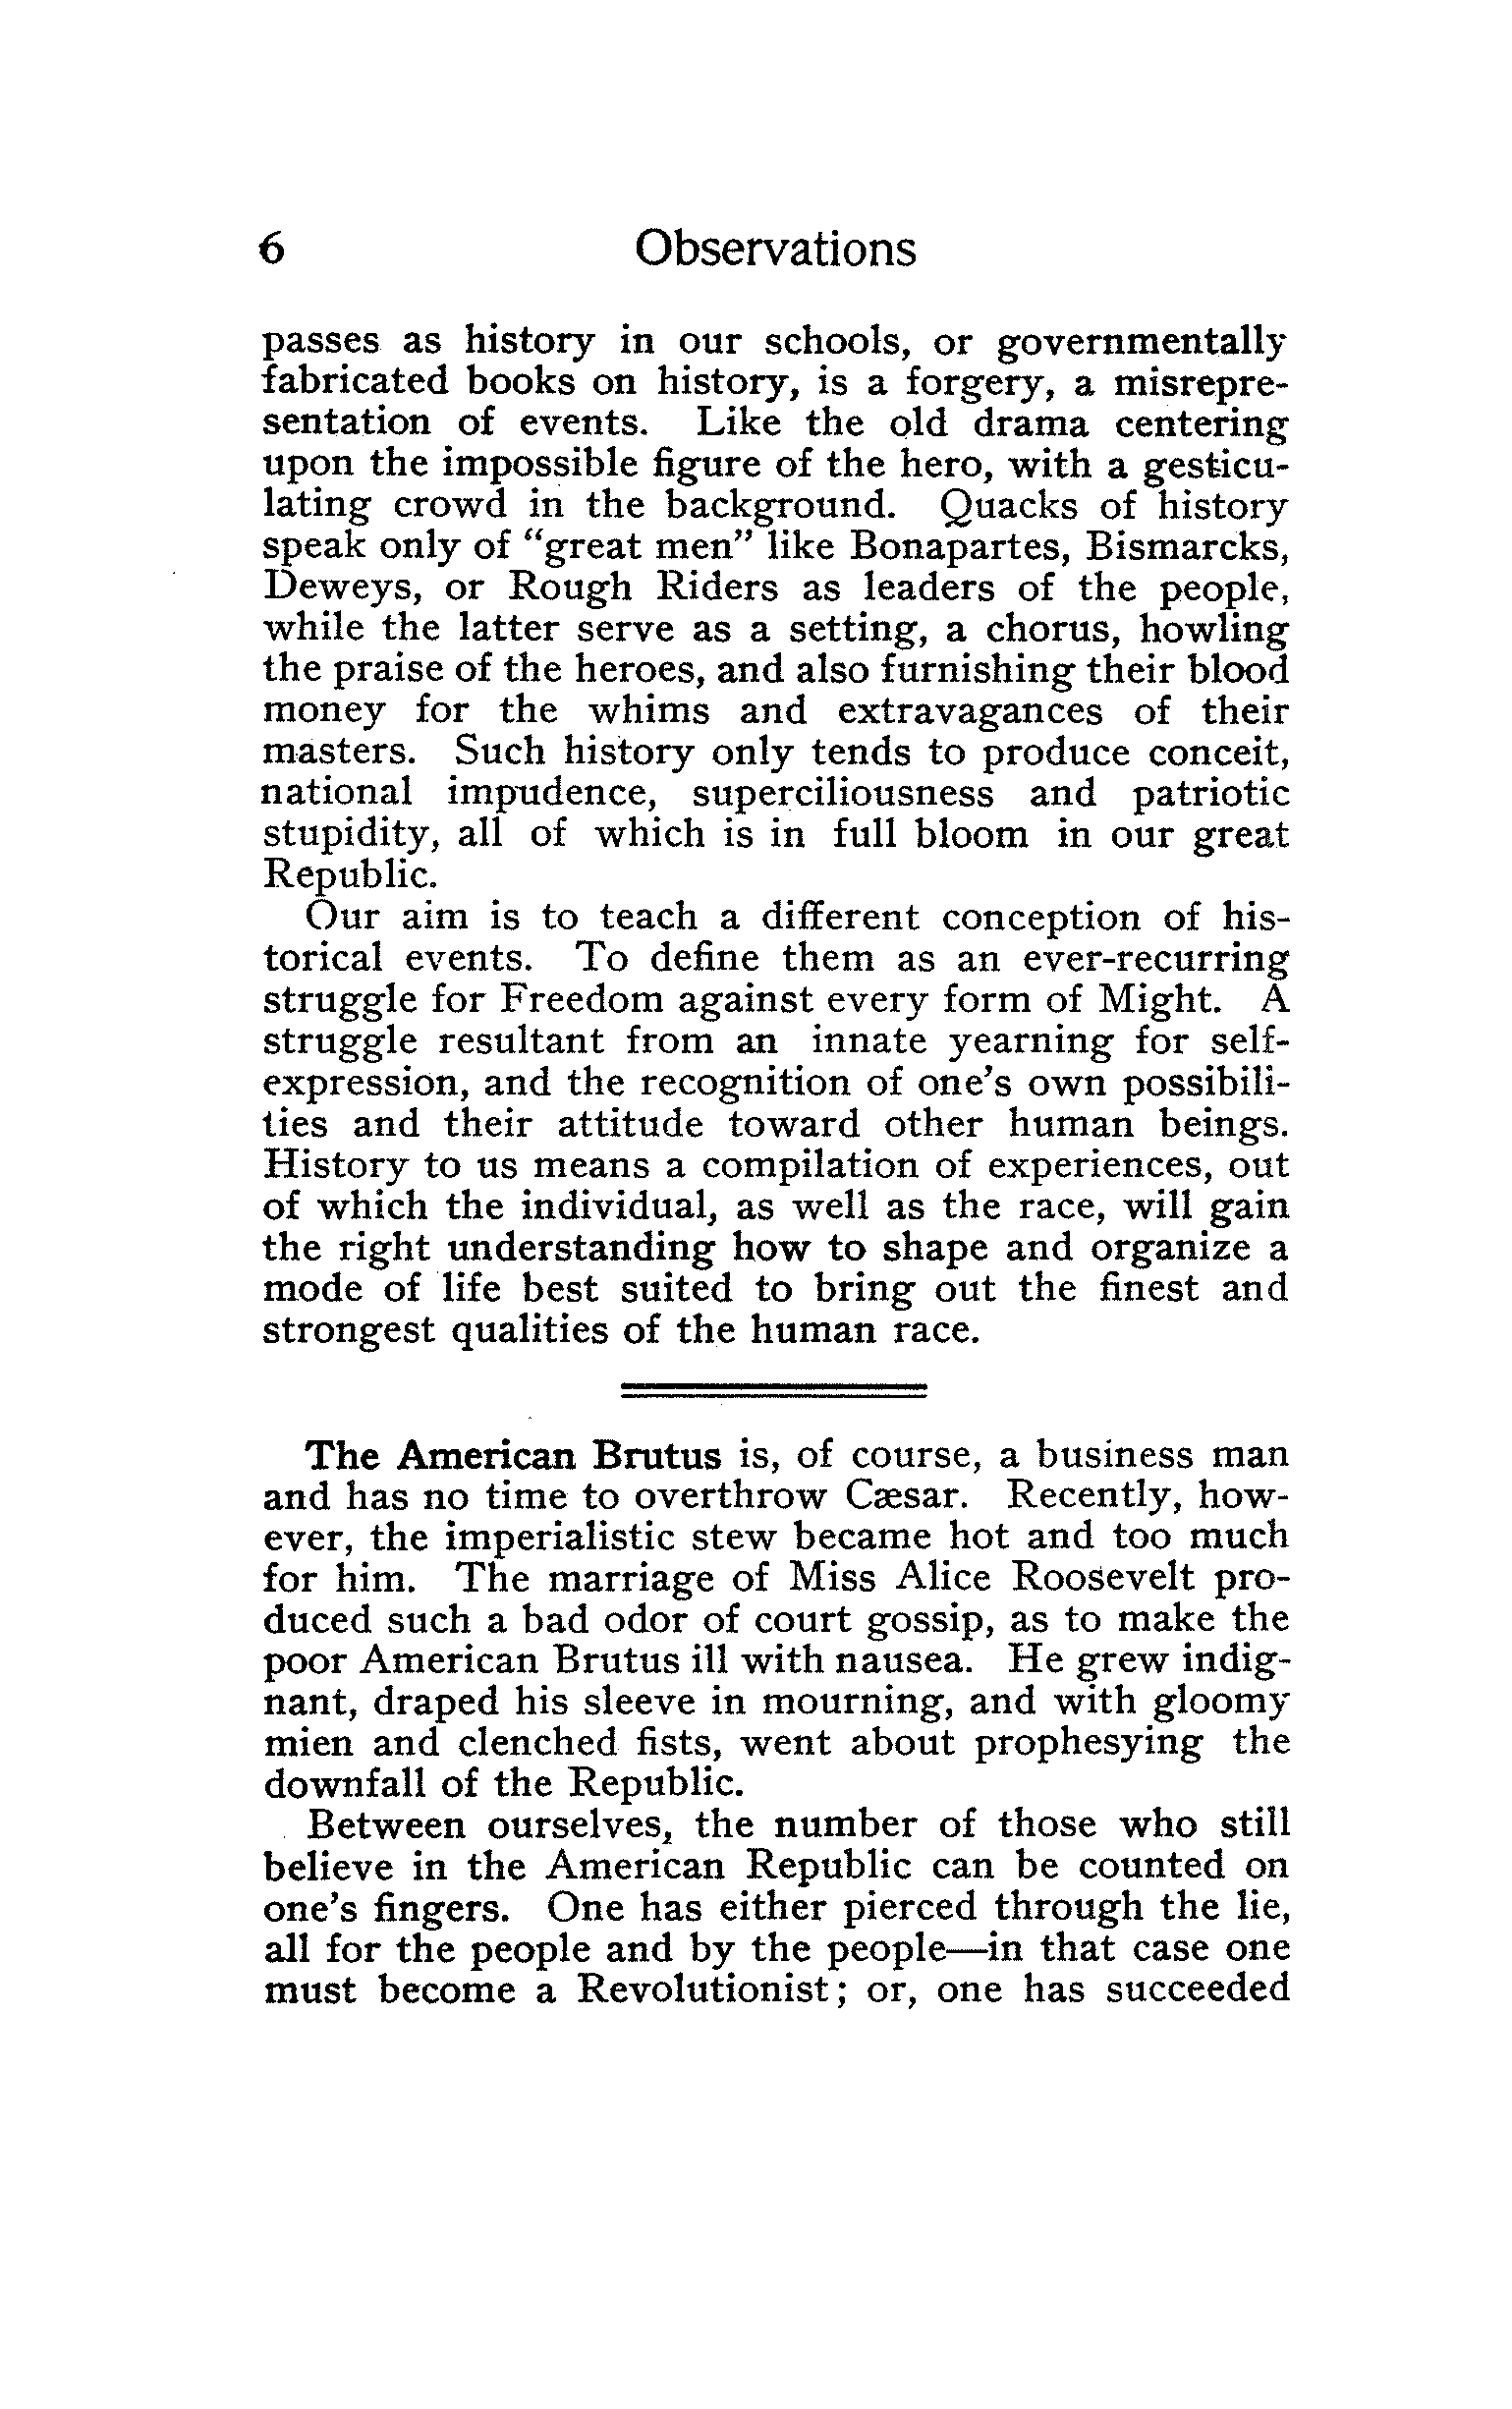 6 Observations
passes as history in our schools, or governmentally
fabricated books on history, is a forgery, a misrepre-
sentation of events. Like the old drama centering
upon the impossible figure of the hero, with a gesticu-
lating crowd in the background. Quacks of history
speak only of “great men” like Bonapartes, Bismarcks,
Deweys, or Rough Riders as leaders of the people,
while the latter serve as a setting, a chorus, howling
the praise of the heroes, and also furnishing their blood
money for the whims and extravagances of their
masters. Such history only tends to produce conceit,
national impudence, superciliousness and patriotic
stupidity, all of which is in full bloom in our great
Republic.
Our aim is to teach a different conception of his-
torical events. To define them as an ever-recurring
struggle for Freedom against every form of Might. A
struggle resultant from an innate yearning for self-
expression, and the recognition of one’s own possibili-
ties and their attitude toward other human beings.
History to us means a compilation of experiences, out
of which the individual, as well as the race, will gain
the right understanding how to shape and organize a
mode of life best suited to bring out the finest and
strongest qualities of the human race.
The American Brutus is, of course, a business man
and has no time to overthrow Cæsar. Recently, how-
ever, the imperialistic stew became hot and too much
for him. The marriage of Miss Alice Roosevelt pro-
duced such a bad odor of court gossip, as to make the
poor American Brutus ill with nausea. He grew indig-
nant, draped his sleeve in mourning, and with gloomy
mien and clenched fists, went about prophesying the
downfall of the Republic.
Between ourselves, the number of those who still
believe in the American Republic can be counted on
one’s fingers. One has either pierced through the lie,
all for the people and by the people—in that case one
must become a Revolutionist; or, one has succeeded